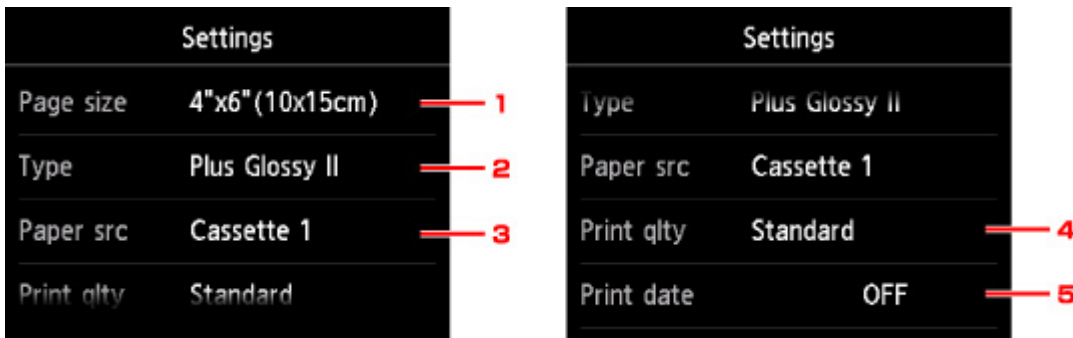 Settings
Page size 4"x6"(10x15cm) 1
Type Plus Glossy II 2
Paper src Cassette 1 3
Print qlty Standard
Settings
Type Plus Glossy II
Paper src Cassette 1
Print qlty Standard 4
Print date OFF 5